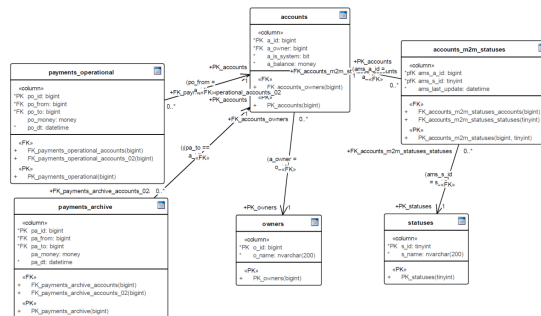 accounts
«column»
*PK a_id: bigint
*FK a_owner: bigint
* a_is_system: bit
* a_balance: money
«FK»
+ FK_accounts_owners(bigint)
«PK»
+ PK_accounts(bigint)
accounts_m2m_statuses
«column»
*pfK ams_a_id: bigint
*pfK ams_s_id: tinyint
* ams_last_update: datetime
«FK»
+ FK_accounts_m2m_statuses_accounts(bigint)
+ FK_accounts_m2m_statuses_statuses(tinyint)
«PK»
+ PK_accounts_m2m_statuses(bigint, tinyint)
payments_operational
«column»
*PK po_id: bigint
*FK po_from: bigint
*FK po_to: bigint
po_money: money
* po_dt: datetime
«FK»
+ FK_payments_operational_accounts(bigint)
+ FK_payments_operational_accounts_02(bigint)
«PK»
+ PK_payments_operational(bigint)
payments_archive
«column»
*PK pa_id: bigint
*FK pa_from: bigint
*FK pa_to: bigint
pa_money: money
* pa_dt: datetime
«FK»
+ FK_payments_archive_accounts(bigint)
+ FK_payments_archive_accounts_02(bigint)
«PK»
+ PK_payments_archive(bigint)
owners
«column»
*PK o_id: bigint
* o_name: nvarchar(200)
«PK»
+ PK_owners(bigint)
statuses
«column»
*PK s_id: tinyint
* s_name: nvarchar(200)
«PK»
+ PK_statuses(tinyint)
+PK_accounts
(po_from =
0..*
+PK_accounts
+FK_accounts_owners
0..*
((pa_to ==
+FK_payments_archive_accounts_02
0..*
(a_owner =
«FK»
+PK_owners
1
+PK_accounts
(ams_a_id =
0..*
+FK_accounts_m2m_statuses_statuses
0..*
(ams_s_id
«FK»
+PK_statuses
1